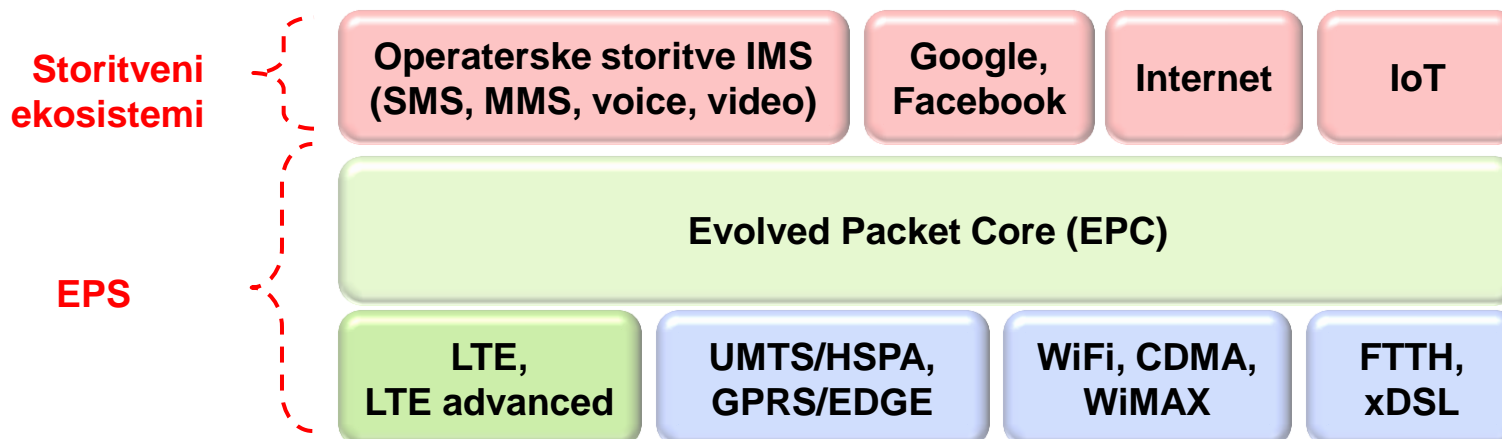 Storitveni
ekosistemi
Operaterske storitve IMS
(SMS, MMS, voice, video)
Google,
Facebook
Internet
IoT
EPS
Evolved Packet Core (EPC)
LTE,
LTE advanced
UMTS/HSPA,
GPRS/EDGE
WiFi, CDMA,
WiMAX
FTTH,
xDSL